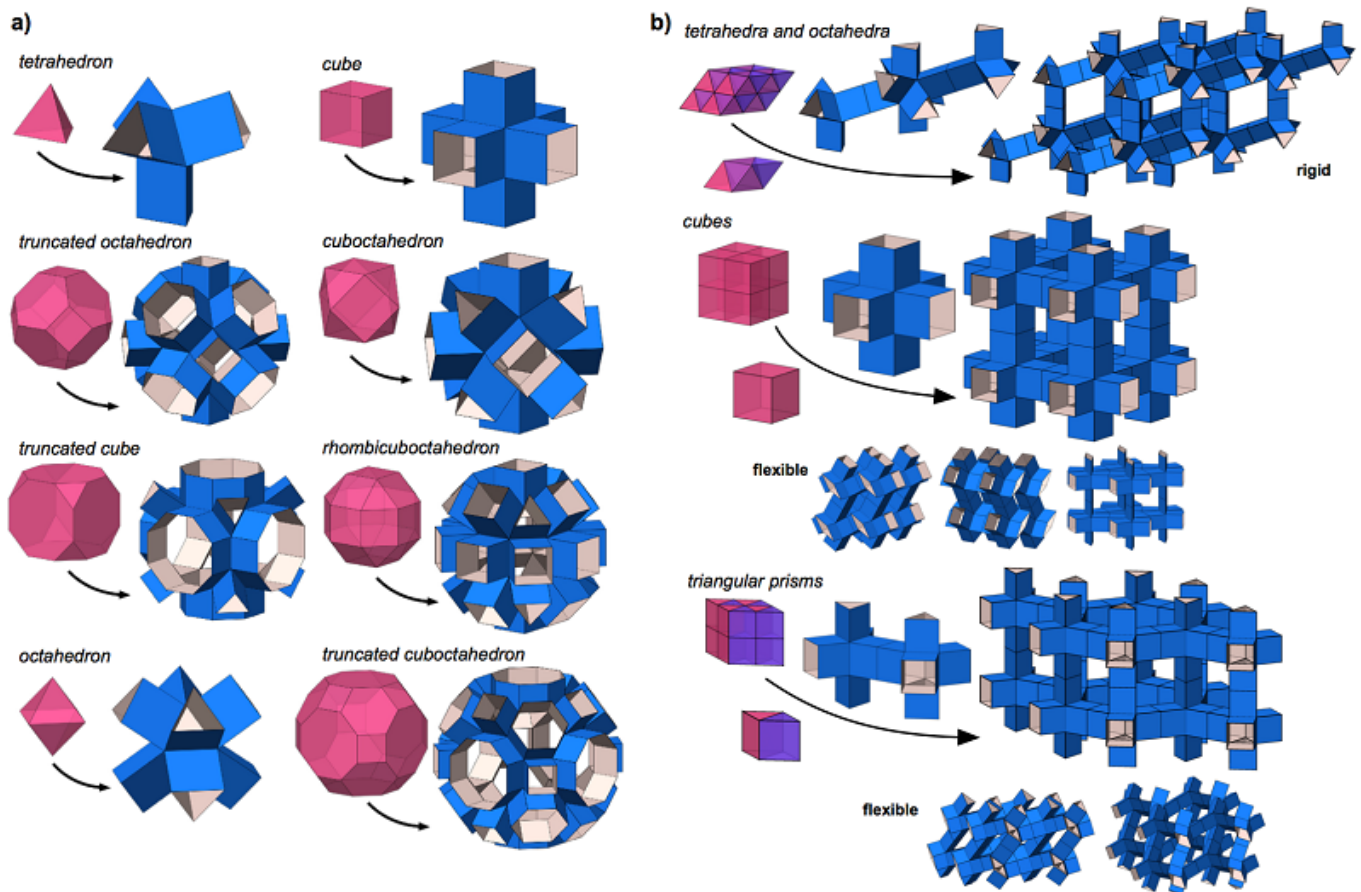 a)
tetrahedron
cube
truncated octahedron
cuboctahedron
truncated cube
rhombicuboctahedron
octahedron
truncated cuboctahedron
b)
tetrahedra and octahedra
rigid
cubes
flexible
triangular prisms
flexible